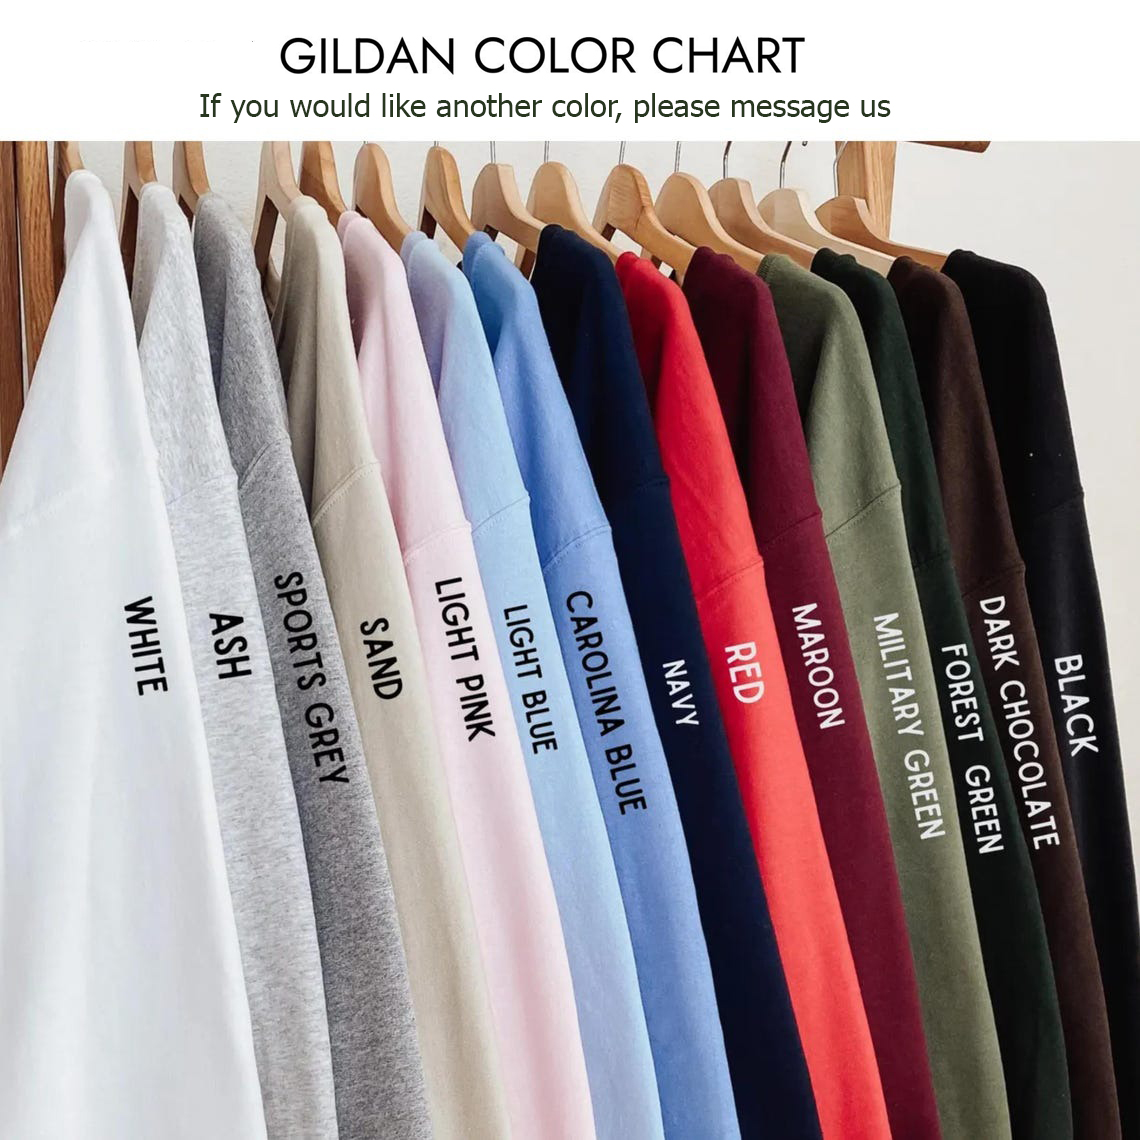 GILDAN COLOR CHART
If you would like another color, please message us
WHITE
ASH
SPORTS GREY
SAND
LIGHT PINK
LIGHT BLUE
CAROLINA BLUE
NAVY
RED
MAROON
MILITARY GREEN
FOREST GREEN
DARK CHOCOLATE
BLACK